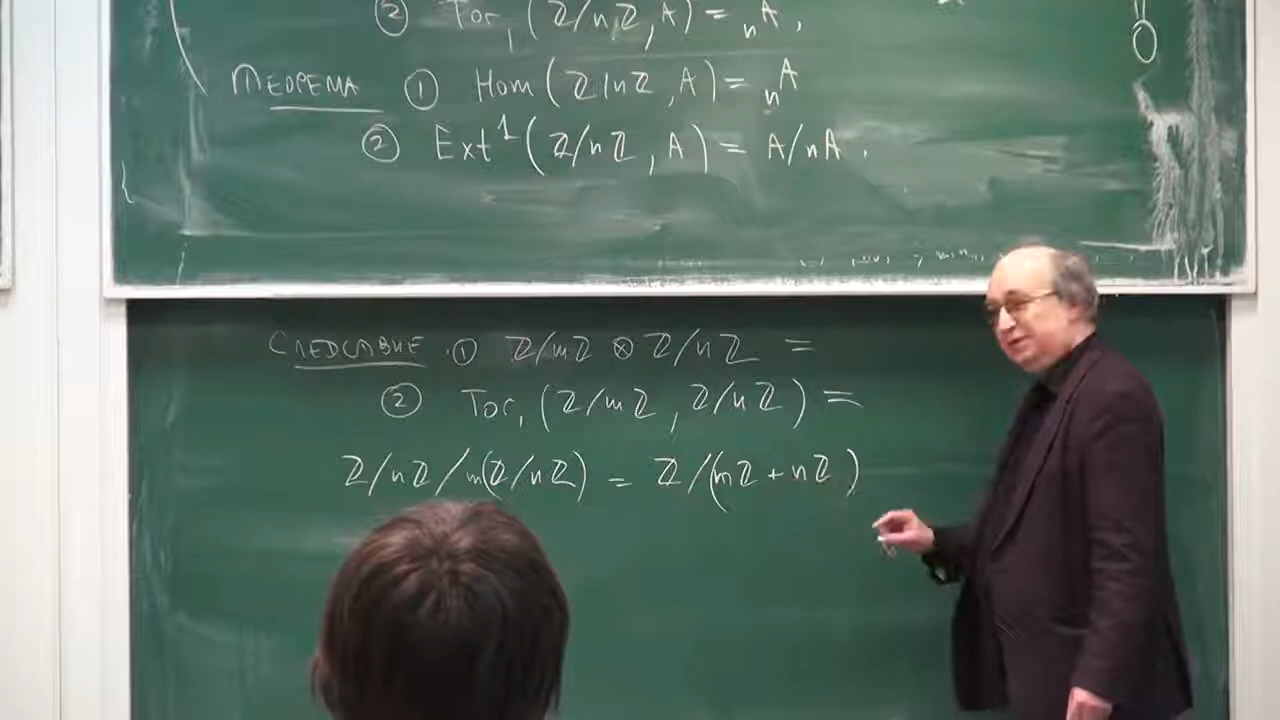 ② Tor₁(ℤ/nℤ, A) = ₙA,
ТЕОРЕМА ① Hom(ℤ/nℤ, A) = ₙA
② Ext¹(ℤ/nℤ, A) = A/nA.
СЛЕДСТВИЕ. ① ℤ/mℤ ⊗ ℤ/nℤ =
② Tor₁(ℤ/mℤ, ℤ/nℤ) =
ℤ/nℤ/m(ℤ/nℤ) = ℤ/(mℤ + nℤ)